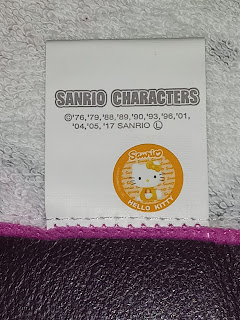 SANRIO CHARACTERS
©'76,'79,'88,'89,'90,'93,'96,'01,
'04,'05, '17 SANRIO Ⓛ
Sanrio
HELLO KITTY